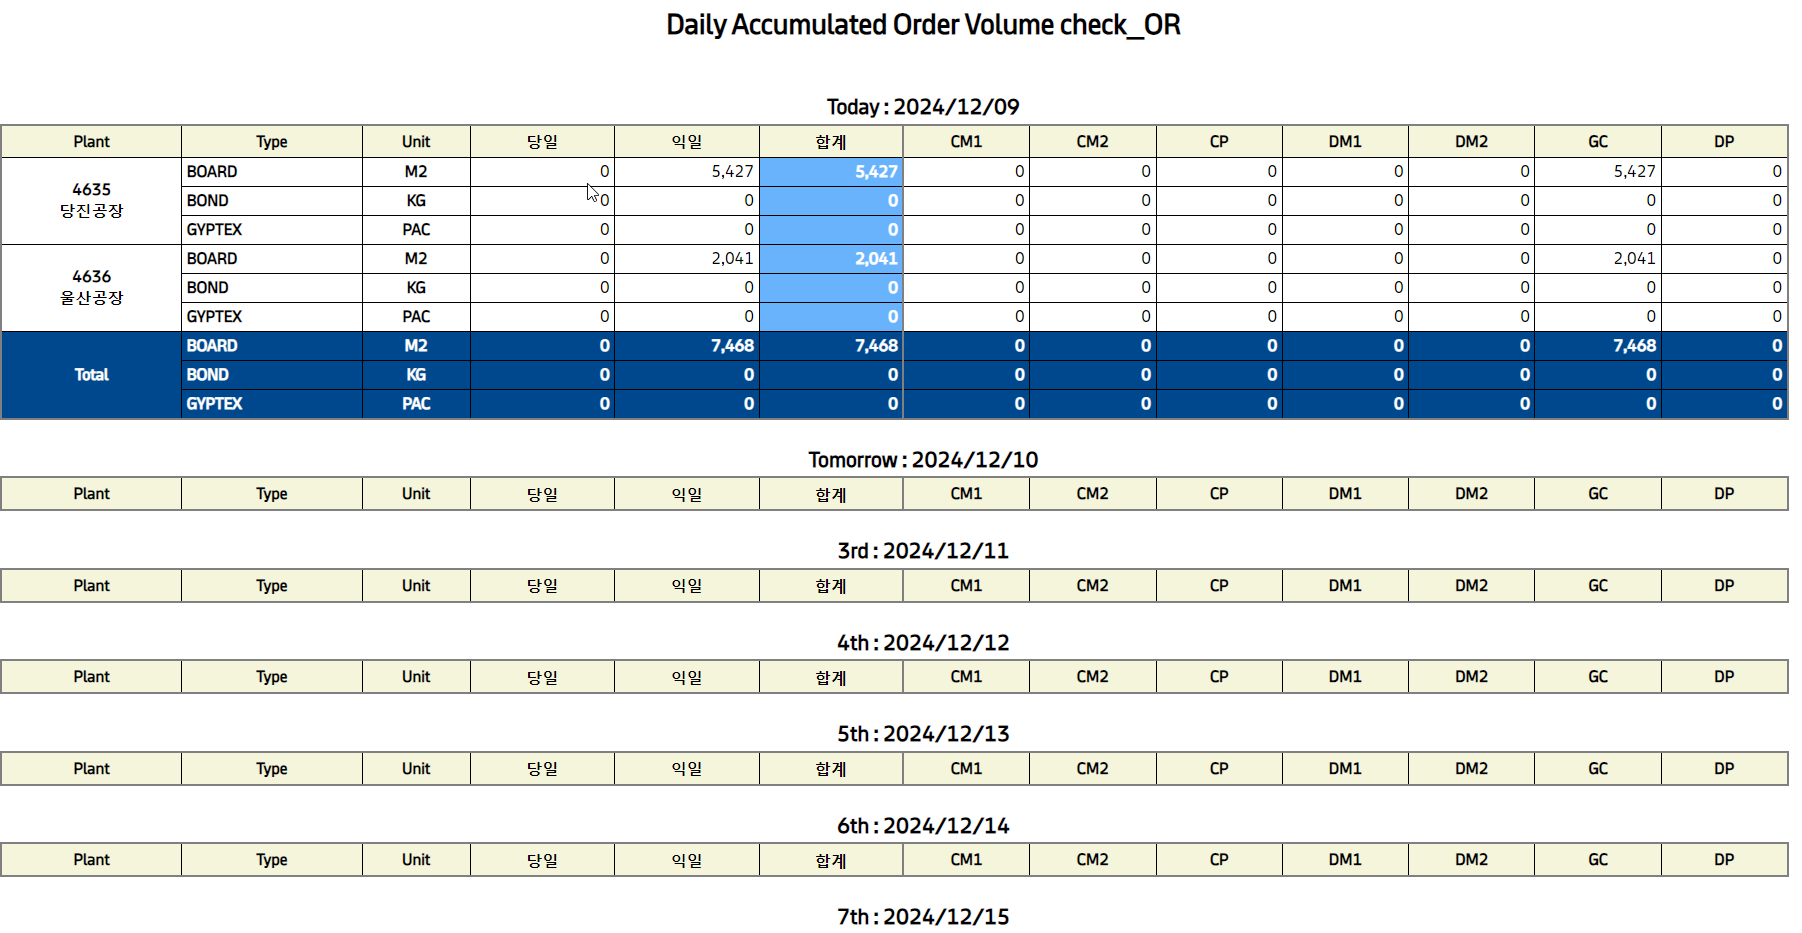 Daily Accumulated Order Volume check_OR
Today : 2024/12/09
Plant Type Unit 당일 익일 합계 CM1 CM2 CP DM1 DM2 GC DP
4635 당진공장 BOARD M2 0 5,427 5,427 0 0 0 0 0 5,427 0
BOND KG 0 0 0 0 0 0 0 0 0 0
GYPTEX PAC 0 0 0 0 0 0 0 0 0 0
4636 울산공장 BOARD M2 0 2,041 2,041 0 0 0 0 0 2,041 0
BOND KG 0 0 0 0 0 0 0 0 0 0
GYPTEX PAC 0 0 0 0 0 0 0 0 0 0
Total BOARD M2 0 7,468 7,468 0 0 0 0 0 7,468 0
BOND KG 0 0 0 0 0 0 0 0 0 0
GYPTEX PAC 0 0 0 0 0 0 0 0 0 0
Tomorrow : 2024/12/10
Plant Type Unit 당일 익일 합계 CM1 CM2 CP DM1 DM2 GC DP
3rd : 2024/12/11
Plant Type Unit 당일 익일 합계 CM1 CM2 CP DM1 DM2 GC DP
4th : 2024/12/12
Plant Type Unit 당일 익일 합계 CM1 CM2 CP DM1 DM2 GC DP
5th : 2024/12/13
Plant Type Unit 당일 익일 합계 CM1 CM2 CP DM1 DM2 GC DP
6th : 2024/12/14
Plant Type Unit 당일 익일 합계 CM1 CM2 CP DM1 DM2 GC DP
7th : 2024/12/15